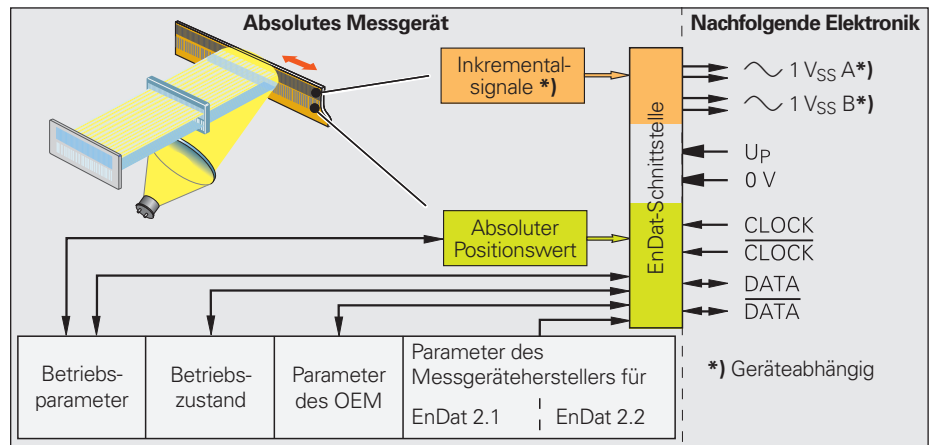 Absolutes Messgerät
Nachfolgende Elektronik
Inkremental-
signale *)
1 VSS A*)
1 VSS B*)
UP
0 V
EnDat-Schnittstelle
Absoluter
Positionswert
CLOCK
CLOCK
DATA
DATA
Betriebs-
parameter
Betriebs-
zustand
Parameter
des OEM
Parameter des
Messgeräteherstellers für
EnDat 2.1
EnDat 2.2
*) Geräteabhängig